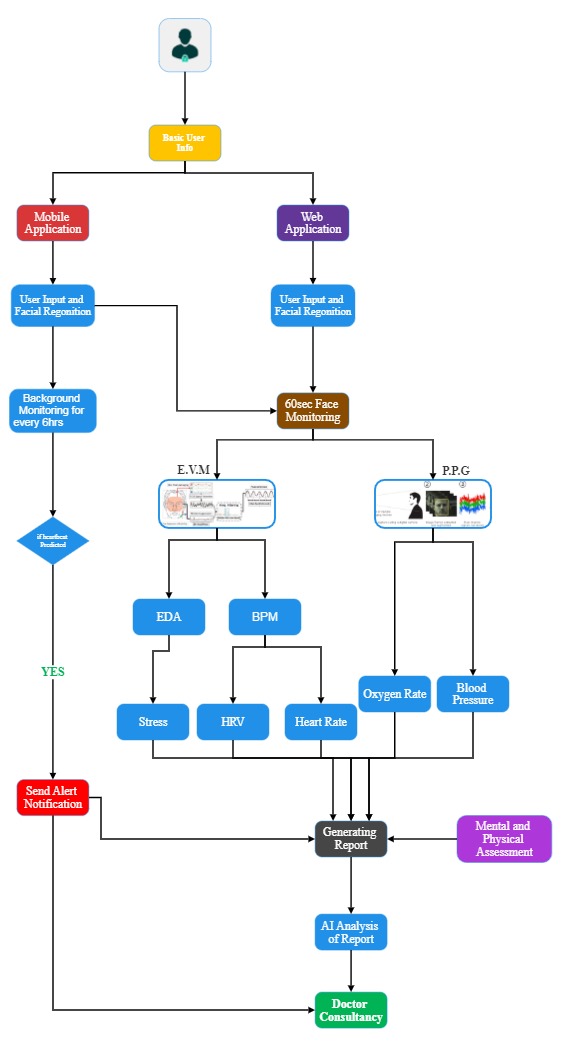 Basic User
Info
Mobile
Application
Web
Application
User Input and
Facial Regonition
User Input and
Facial Regonition
Background
Monitoring for
every 6hrs
60sec Face
Monitoring
E.V.M
P.P.G
if heartbeat
Predicted
EDA
BPM
YES
Oxygen Rate
Blood
Pressure
Stress
HRV
Heart Rate
Send Alert
Notification
Generating
Report
Mental and
Physical
Assessment
AI Analysis
of Report
Doctor
Consultancy